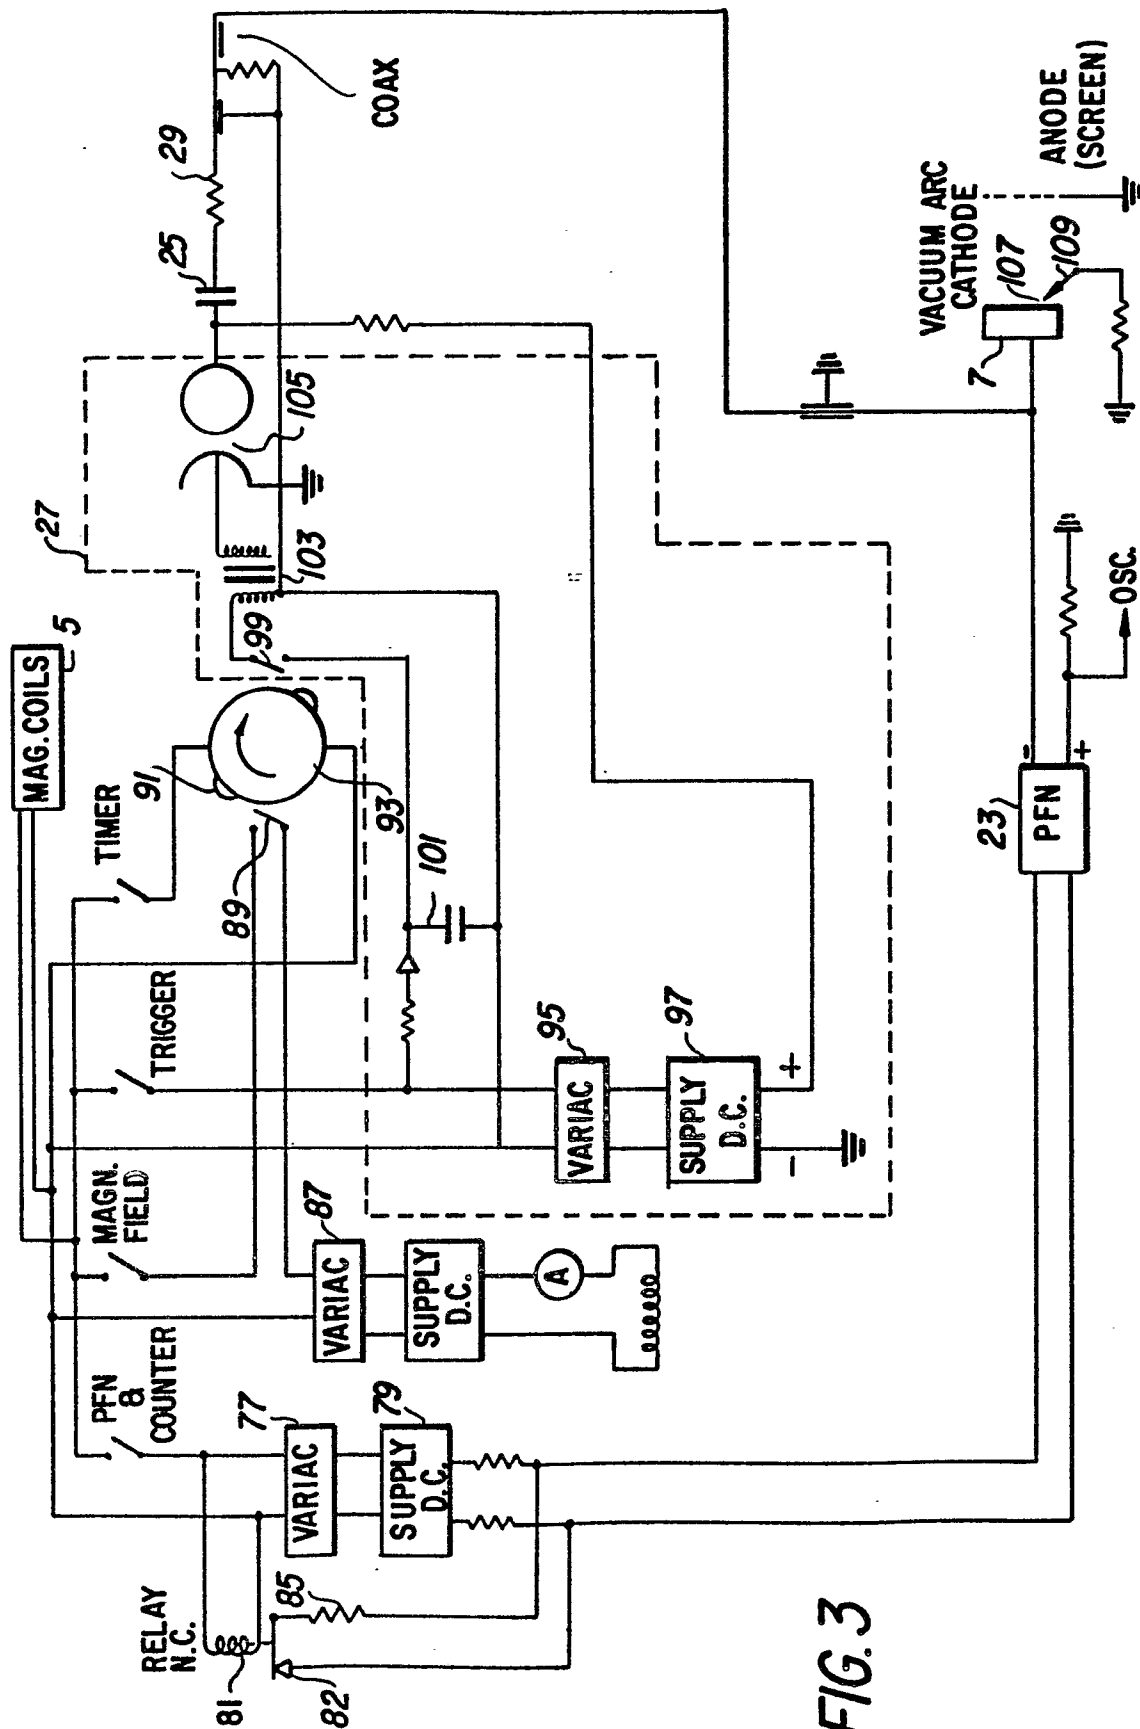 FIG. 3
RELAY
N.C.
81
82
85
PFN
&
COUNTER
77
VARIAC
79
SUPPLY
D.C.
MAGN.
FIELD
87
VARIAC
SUPPLY
D.C.
A
TRIGGER
TIMER
MAG. COILS
5
89
91
93
95
VARIAC
97
SUPPLY
D.C.
-
+
101
99
103
27
105
25
29
COAX
23
PFN
-
+
OSC.
7
VACUUM ARC
CATHODE
107
109
ANODE
(SCREEN)